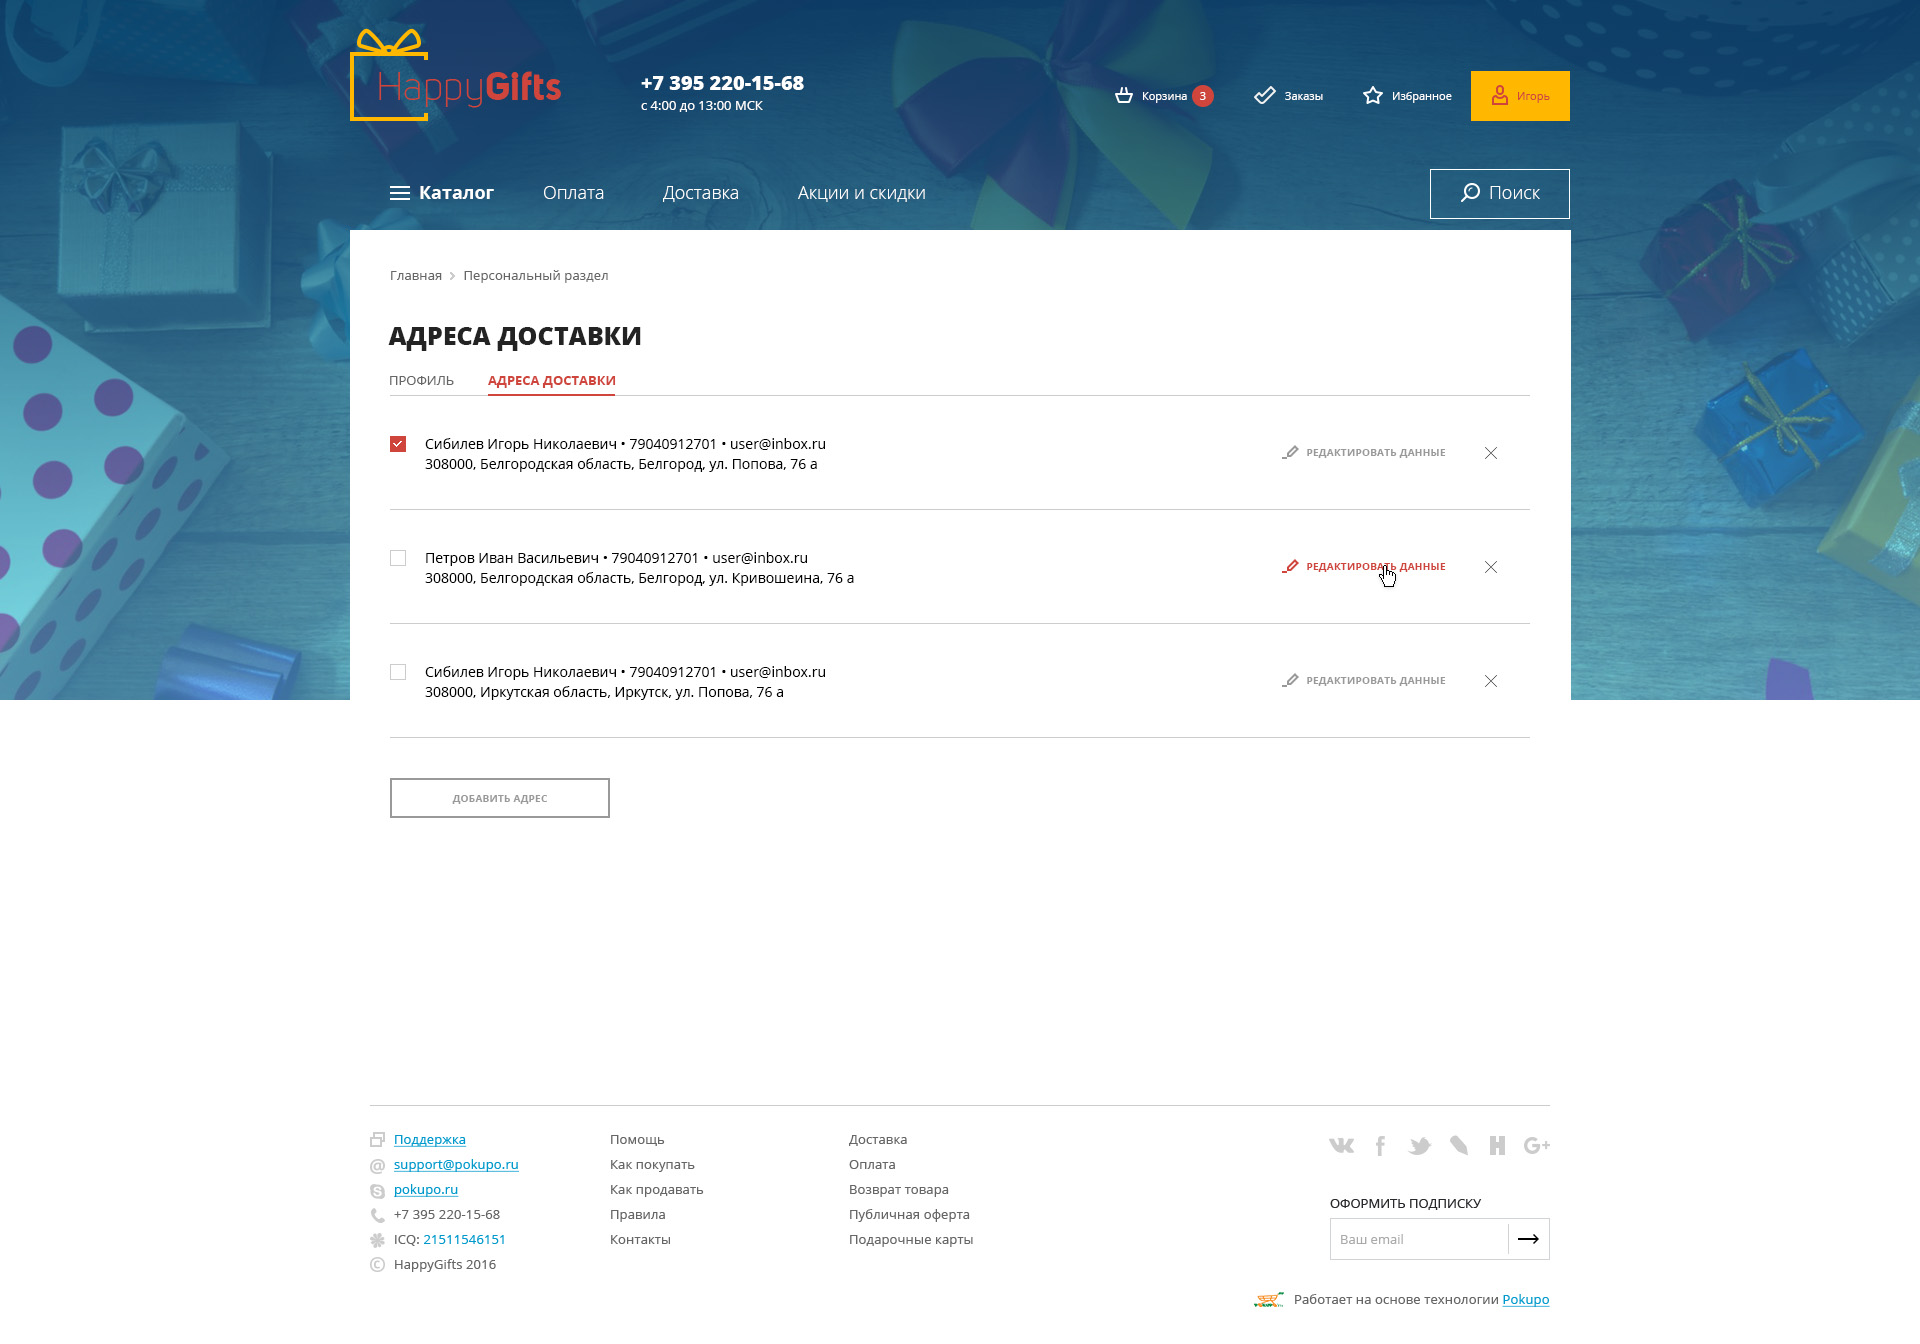 HappyGifts
+7 395 220-15-68
с 4:00 до 13:00 МСК
Корзина 3
Заказы
Избранное
Игорь
Каталог
Оплата
Доставка
Акции и скидки
Поиск
Главная
Персональный раздел
АДРЕСА ДОСТАВКИ
ПРОФИЛЬ
АДРЕСА ДОСТАВКИ
Сибилев Игорь Николаевич • 79040912701 • user@inbox.ru
308000, Белгородская область, Белгород, ул. Попова, 76 а
РЕДАКТИРОВАТЬ ДАННЫЕ
Петров Иван Васильевич • 79040912701 • user@inbox.ru
308000, Белгородская область, Белгород, ул. Кривошеина, 76 а
РЕДАКТИРОВАТЬ ДАННЫЕ
Сибилев Игорь Николаевич • 79040912701 • user@inbox.ru
308000, Иркутская область, Иркутск, ул. Попова, 76 а
РЕДАКТИРОВАТЬ ДАННЫЕ
ДОБАВИТЬ АДРЕС
Поддержка
support@pokupo.ru
pokupo.ru
+7 395 220-15-68
ICQ: 21511546151
© HappyGifts 2016
Помощь
Как покупать
Как продавать
Правила
Контакты
Доставка
Оплата
Возврат товара
Публичная оферта
Подарочные карты
G+
ОФОРМИТЬ ПОДПИСКУ
Ваш email
Работает на основе технологии Pokupo